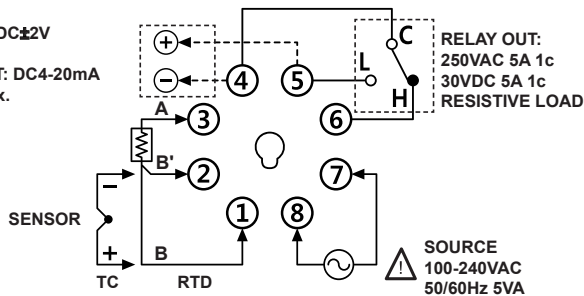 DC±2V
T: DC4-20mA
x.
+
−
4
5
C
L
H
RELAY OUT:
250VAC 5A 1c
30VDC 5A 1c
RESISTIVE LOAD
A
3
6
B'
2
7
−
SENSOR
1
8
+
B
TC
RTD
SOURCE
100-240VAC
50/60Hz 5VA
!